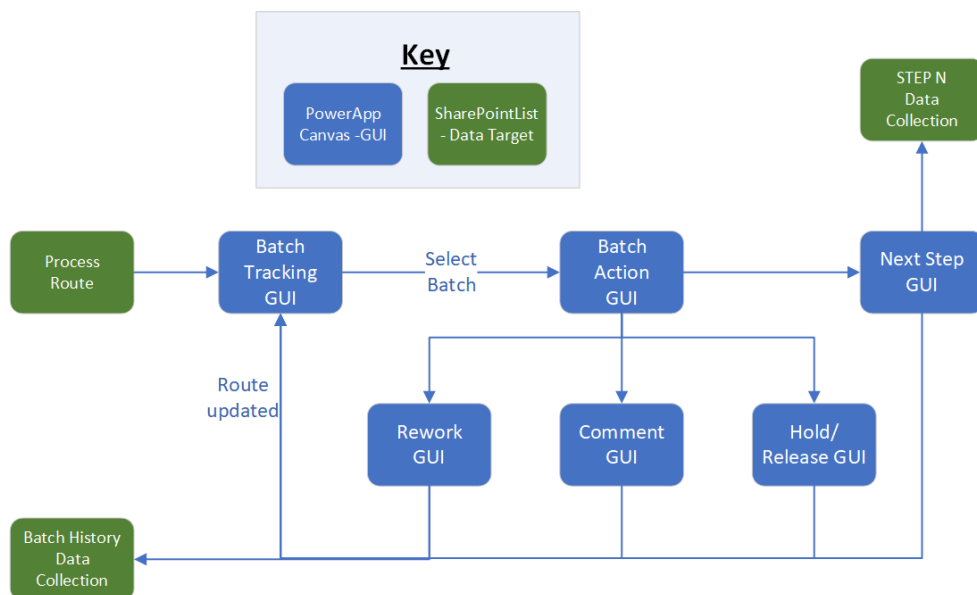 Key
PowerApp
Canvas -GUI
SharePointList
- Data Target
STEP N
Data
Collection
Process
Route
Batch
Tracking
GUI
Select
Batch
Batch
Action
GUI
Next Step
GUI
Route
updated
Rework
GUI
Comment
GUI
Hold/
Release GUI
Batch History
Data
Collection